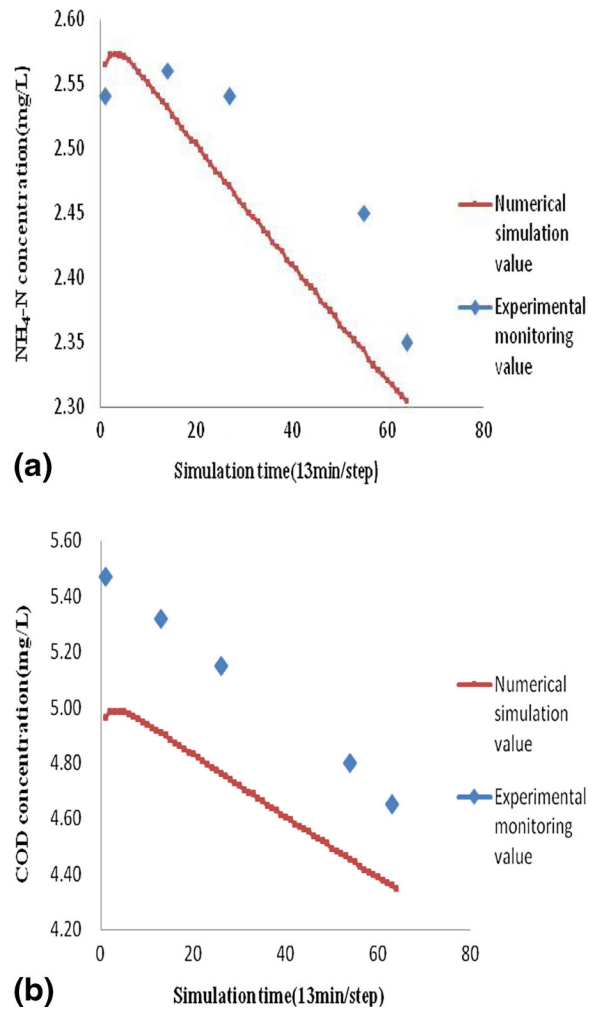 2.60
2.55
2.50
2.45
2.40
2.35
2.30
NH₄-N concentration(mg/L)
0 20 40 60 80
Simulation time(13min/step)
Numerical
simulation
value
Experimental
monitoring
value
(a)
5.60
5.40
5.20
5.00
4.80
4.60
4.40
4.20
COD concentration(mg/L)
0 20 40 60 80
Simulation time(13min/step)
Numerical
simulation
value
Experimental
monitoring
value
(b)